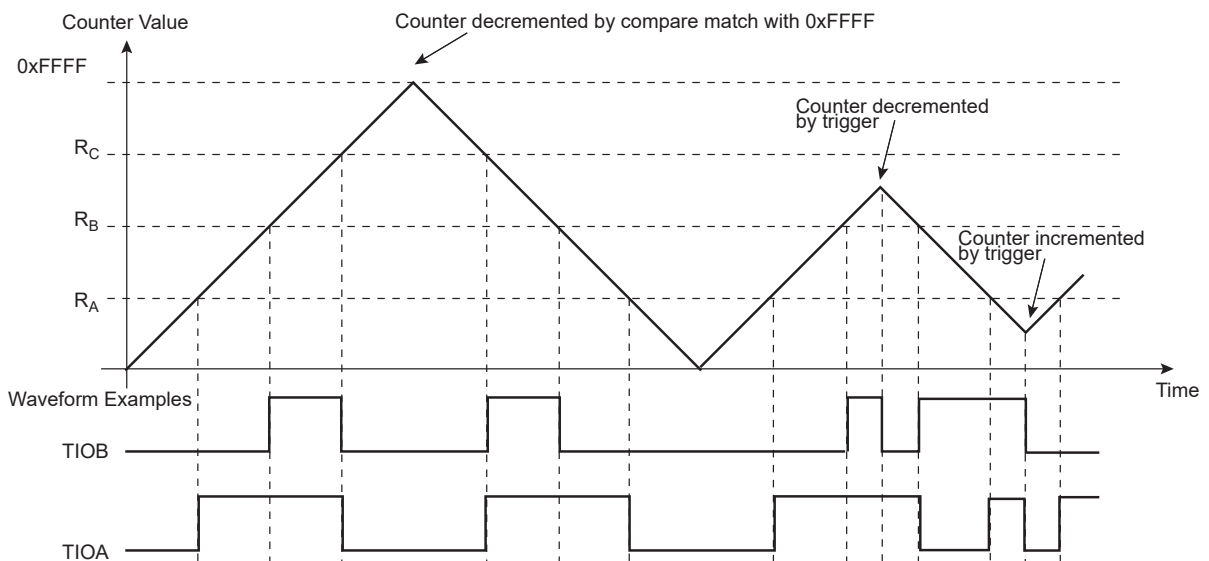 Counter Value
Counter decremented by compare match with 0xFFFF
0xFFFF
Counter decremented
by trigger
RC
RB
Counter incremented
by trigger
RA
Time
Waveform Examples
TIOB
TIOA